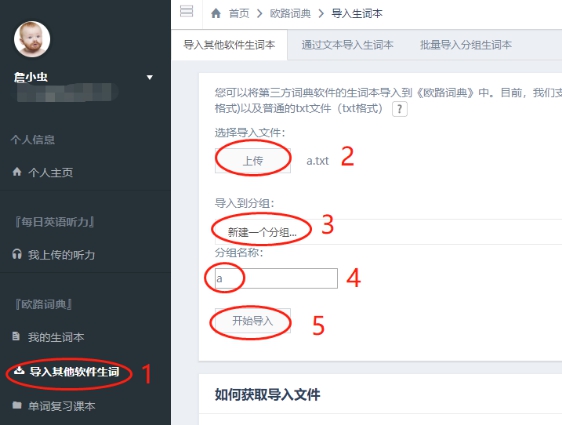 首页 > 欧路词典 > 导入生词本
詹小虫
导入其他软件生词本
通过文本导入生词本
批量导入分组生词本
您可以将第三方词典软件的生词本导入到《欧路词典》中。目前，我们支
格式)以及普通的txt文件（txt格式） ?
选择导入文件:
上传
a.txt
2
导入到分组:
新建一个分组...
3
分组名称:
a
4
开始导入
5
如何获取导入文件
个人信息
个人主页
『每日英语听力』
我上传的听力
『欧路词典』
我的生词本
导入其他软件生词
1
单词复习课本